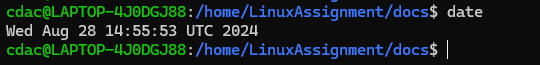 cdac@LAPTOP-4J0DGJ88:/home/LinuxAssignment/docs$ date
Wed Aug 28 14:55:53 UTC 2024
cdac@LAPTOP-4J0DGJ88:/home/LinuxAssignment/docs$